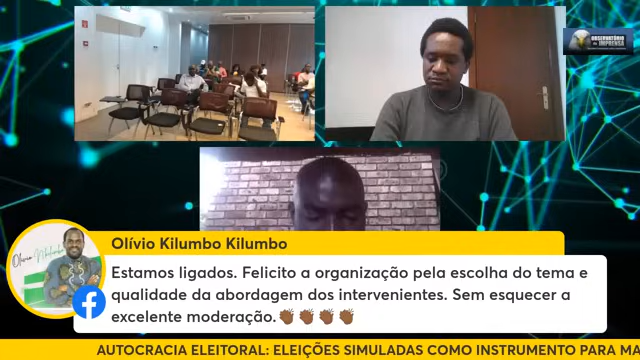 OBSERVATÓRIO
DA IMPRENSA
Olívio Kilumbo Kilumbo
Estamos ligados. Felicito a organização pela escolha do tema e
qualidade da abordagem dos intervenientes. Sem esquecer a
excelente moderação.👏🏾👏🏾👏🏾👏🏾
AUTOCRACIA ELEITORAL: ELEIÇÕES SIMULADAS COMO INSTRUMENTO PARA MA